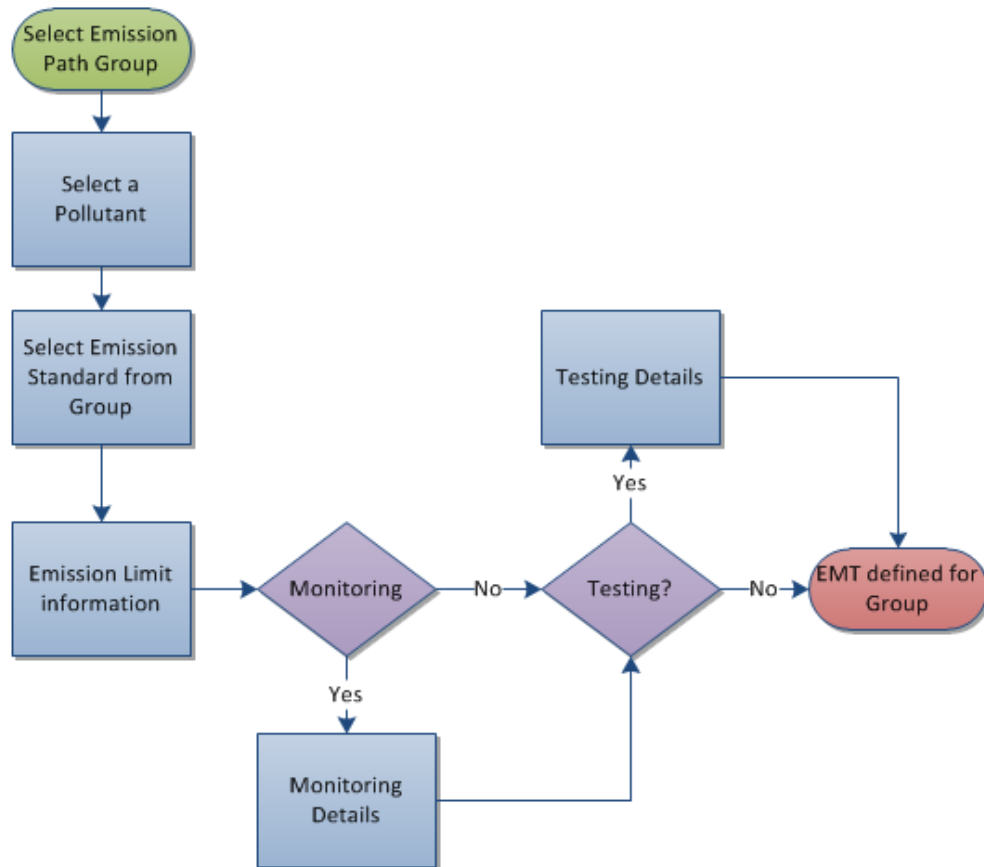 Select Emission
Path Group
Select a
Pollutant
Select Emission
Standard from
Group
Testing Details
Yes
Emission Limit
information
Monitoring
No
Testing?
No
EMT defined for
Group
Yes
Monitoring
Details